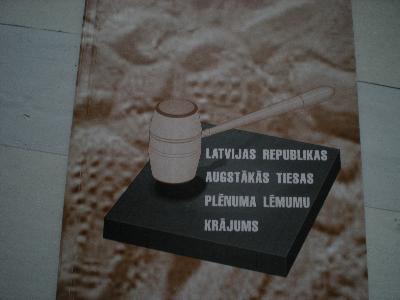 LATVIJAS REPUBLIKAS
AUGSTĀKĀS TIESAS
PLĒNUMA LĒMUMU
KRĀJUMS